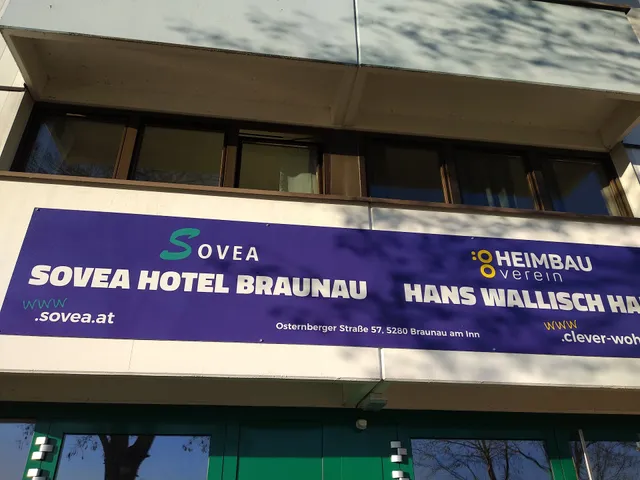 SOVEA
SOVEA HOTEL BRAUNAU
www
.sovea.at
HEIMBAU
verein
HANS WALLISCH HA
www
.clever-woh
Osternberger Straße 57, 5280 Braunau am Inn